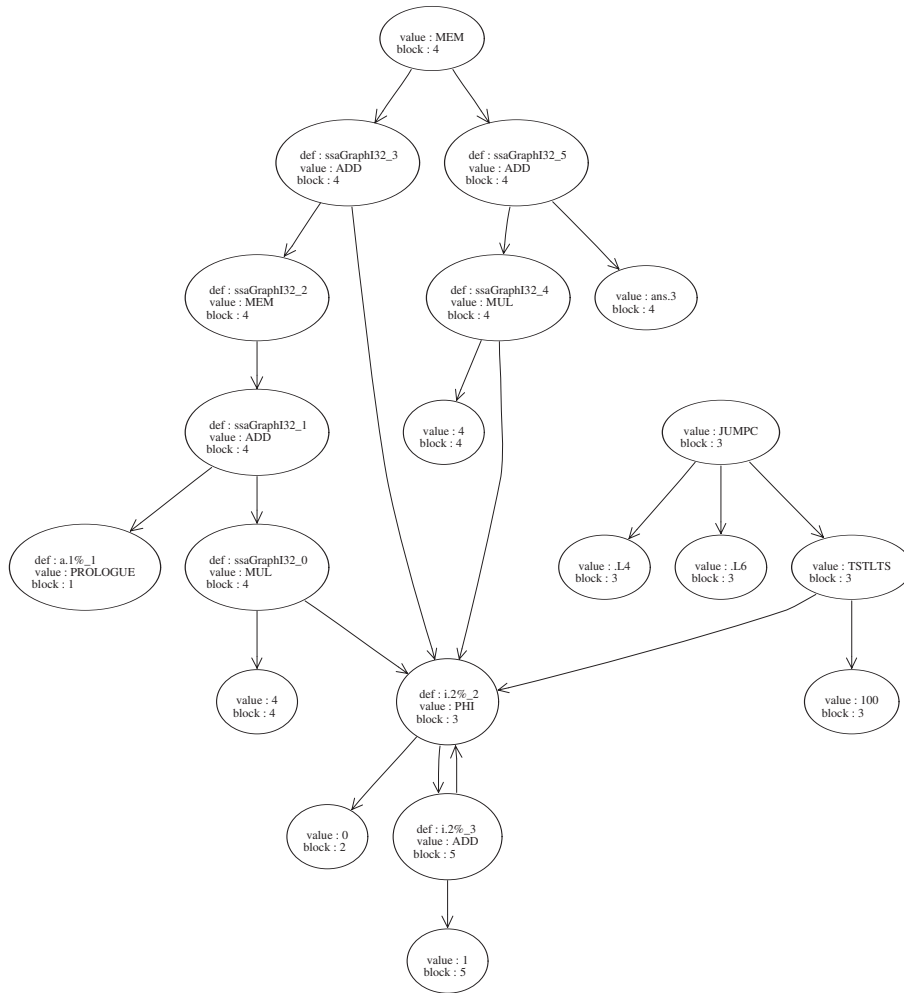 value : MEM
block : 4
def : ssaGraphI32_3
value : ADD
block : 4
def : ssaGraphI32_5
value : ADD
block : 4
def : ssaGraphI32_2
value : MEM
block : 4
def : ssaGraphI32_4
value : MUL
block : 4
value : ans.3
block : 4
def : ssaGraphI32_1
value : ADD
block : 4
value : 4
block : 4
value : JUMPC
block : 3
def : a.1%_1
value : PROLOGUE
block : 1
def : ssaGraphI32_0
value : MUL
block : 4
value : .L4
block : 3
value : .L6
block : 3
value : TSTLTS
block : 3
value : 4
block : 4
def : i.2%_2
value : PHI
block : 3
value : 100
block : 3
value : 0
block : 2
def : i.2%_3
value : ADD
block : 5
value : 1
block : 5